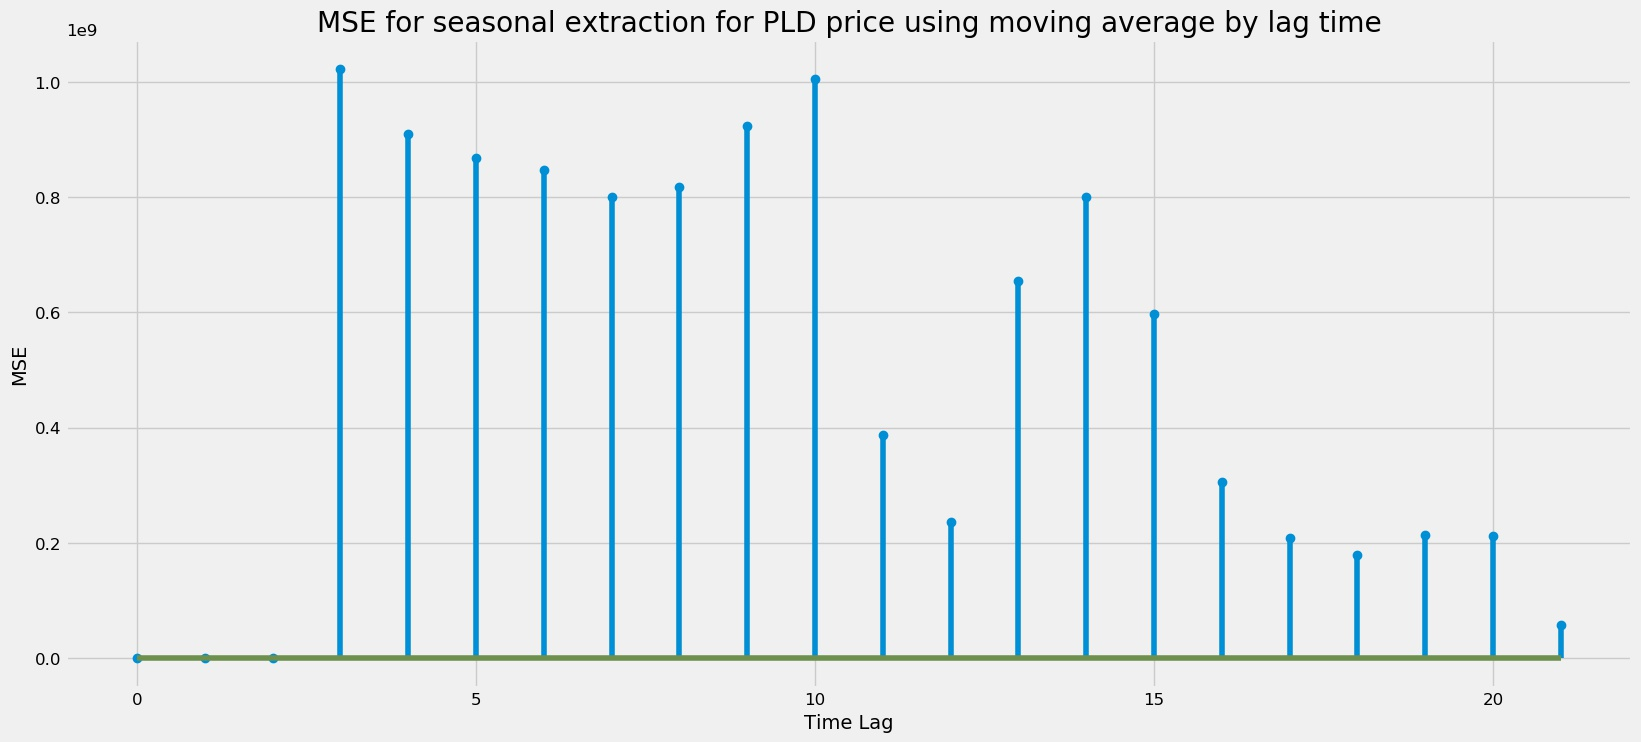 MSE for seasonal extraction for PLD price using moving average by lag time
1e9
1.0
0.8
0.6
0.4
0.2
0.0
MSE
0 5 10 15 20
Time Lag